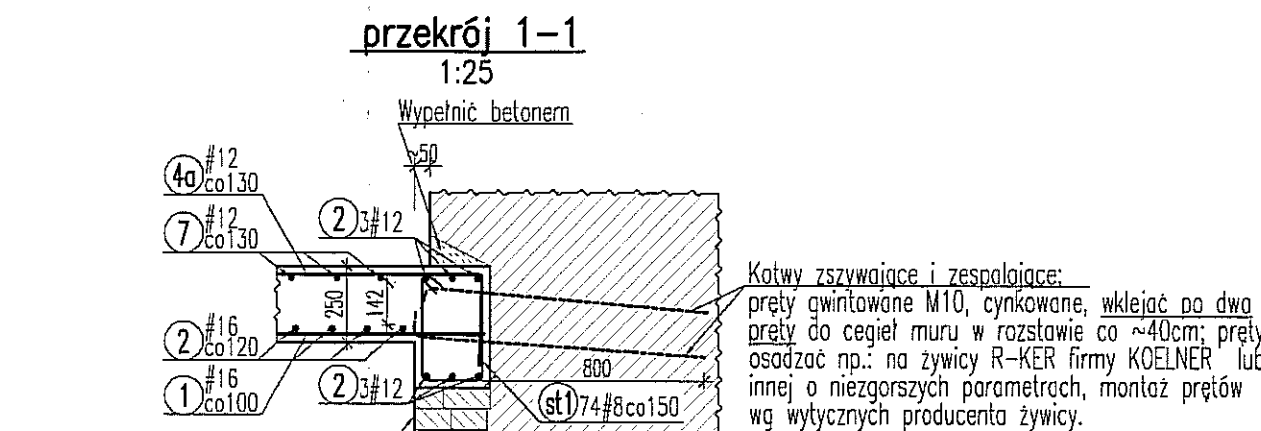 przekrój 1-1
1:25
Wypełnić betonem
~50
4a #12 co130
7 #12 co130
2 3#12
250
142
2 #16 co120
1 #16 co100
2 3#12
st1 74#8co150
800
Kotwy zszywające i zespalające:
pręty gwintowane M10, cynkowane, wklejać po dwa
pręty do cegieł muru w rozstawie co ~40cm; pręty
osadzać np.: na żywicy R-KER firmy KOELNER lub
innej o niezgorszych parametrach, montaż prętów
wg wytycznych producenta żywicy.